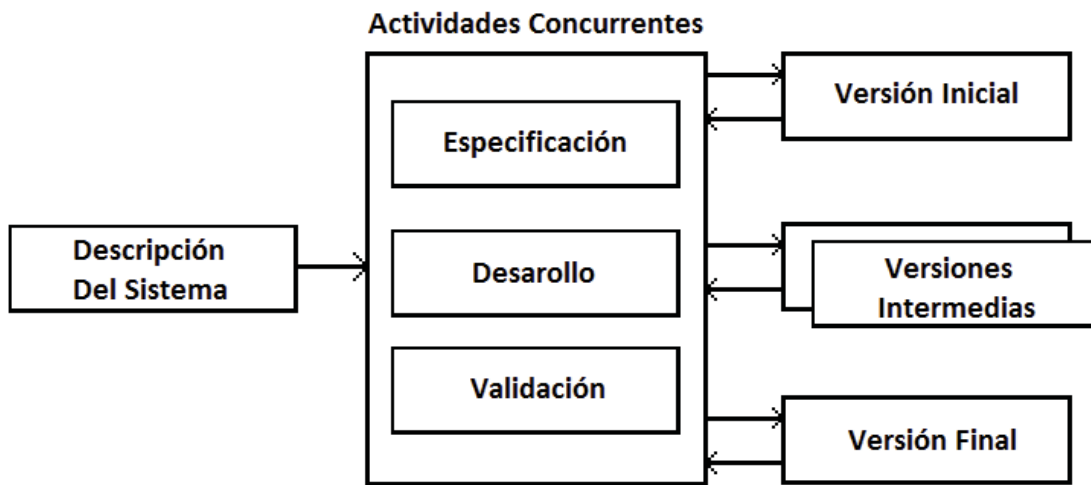 Actividades Concurrentes
Especificación
Desarollo
Validación
Descripción
Del Sistema
Versión Inicial
Versiones
Intermedias
Versión Final